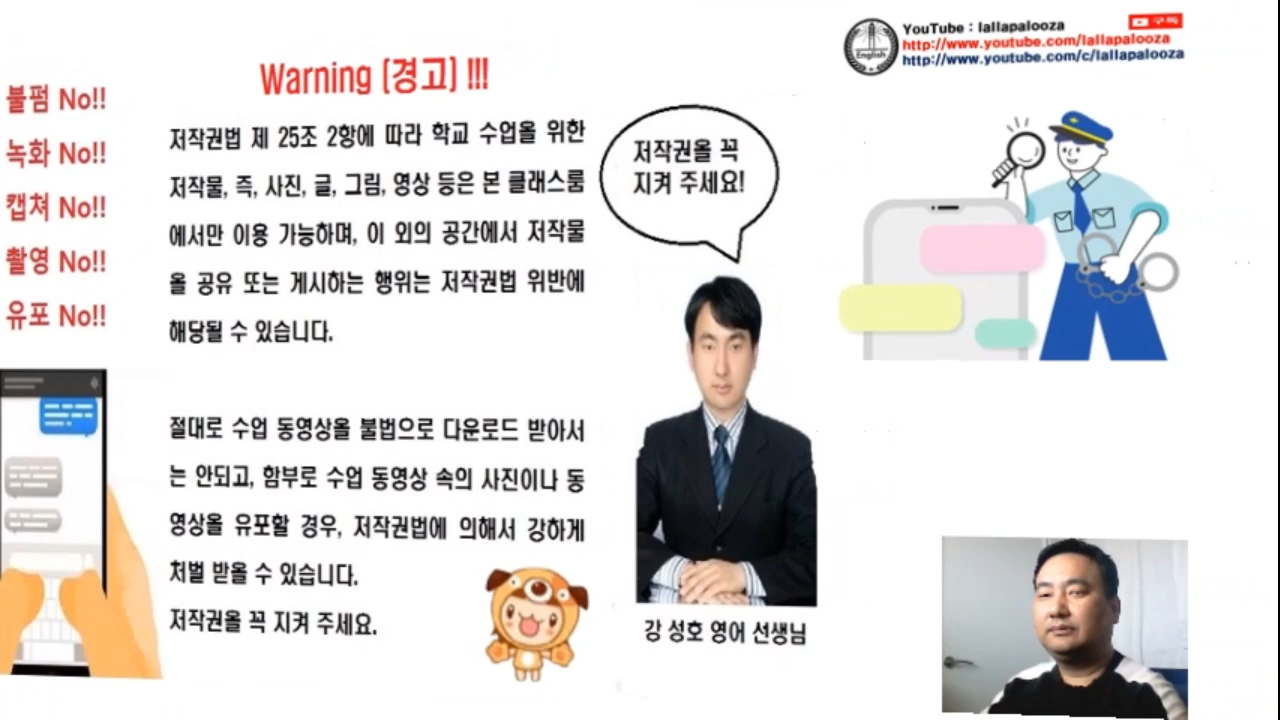 YouTube : lallapalooza
구독
http://www.youtube.com/lallapalooza
English
http://www.youtube.com/c/lallapalooza
Warning (경고) !!!
불펌 No!!
녹화 No!!
캡쳐 No!!
촬영 No!!
유포 No!!
저작권법 제 25조 2항에 따라 학교 수업을 위한
저작물, 즉, 사진, 글, 그림, 영상 등은 본 클래스룸
에서만 이용 가능하며, 이 외의 공간에서 저작물
을 공유 또는 게시하는 행위는 저작권법 위반에
해당될 수 있습니다.
절대로 수업 동영상을 불법으로 다운로드 받아서
는 안되고, 함부로 수업 동영상 속의 사진이나 동
영상을 유포할 경우, 저작권법에 의해서 강하게
처벌 받을 수 있습니다.
저작권을 꼭 지켜 주세요.
저작권을 꼭
지켜 주세요!
강 성호 영어 선생님